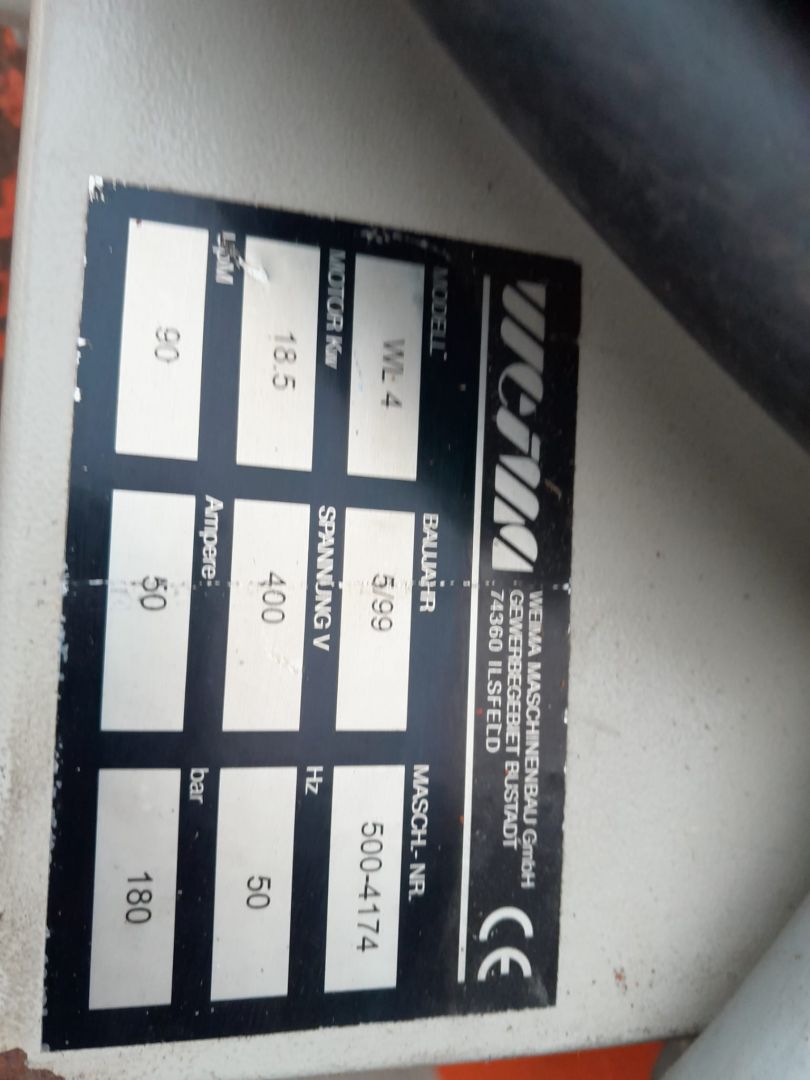 WEIMA
WEIMA MASCHINENBAU GmbH
GEWERBEGEBIET BUSTADT
74360 ILSFELD
CE
MODELL BAUJAHR MASCH.- NR.
WL 4 5/99 500-4174
MOTOR Kw SPANNUNG V Hz
18.5 400 50
UpM Ampere bar
90 50 180